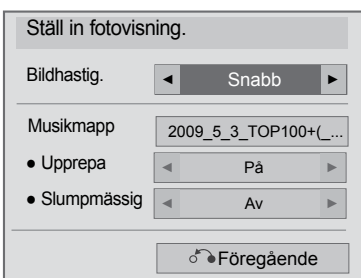 Ställ in fotovisning.
Bildhastig. ◄ Snabb ►
Musikmapp 2009_5_3_TOP100+(_...
● Upprepa ◄ På ►
● Slumpmässig ◄ Av ►
Föregående